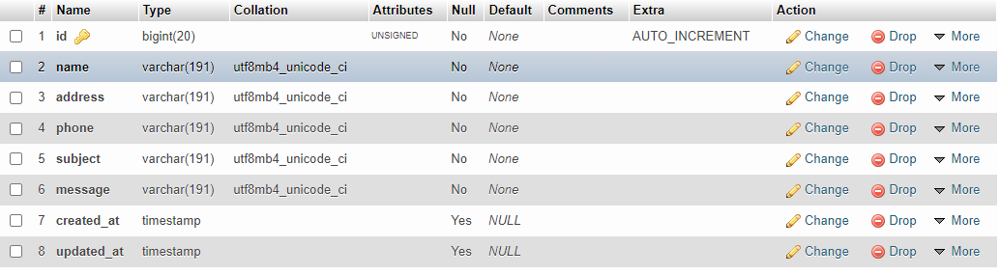 # Name Type Collation Attributes Null Default Comments Extra Action
1 id bigint(20) UNSIGNED No None AUTO_INCREMENT Change Drop More
2 name varchar(191) utf8mb4_unicode_ci No None Change Drop More
3 address varchar(191) utf8mb4_unicode_ci No None Change Drop More
4 phone varchar(191) utf8mb4_unicode_ci No None Change Drop More
5 subject varchar(191) utf8mb4_unicode_ci No None Change Drop More
6 message varchar(191) utf8mb4_unicode_ci No None Change Drop More
7 created_at timestamp Yes NULL Change Drop More
8 updated_at timestamp Yes NULL Change Drop More